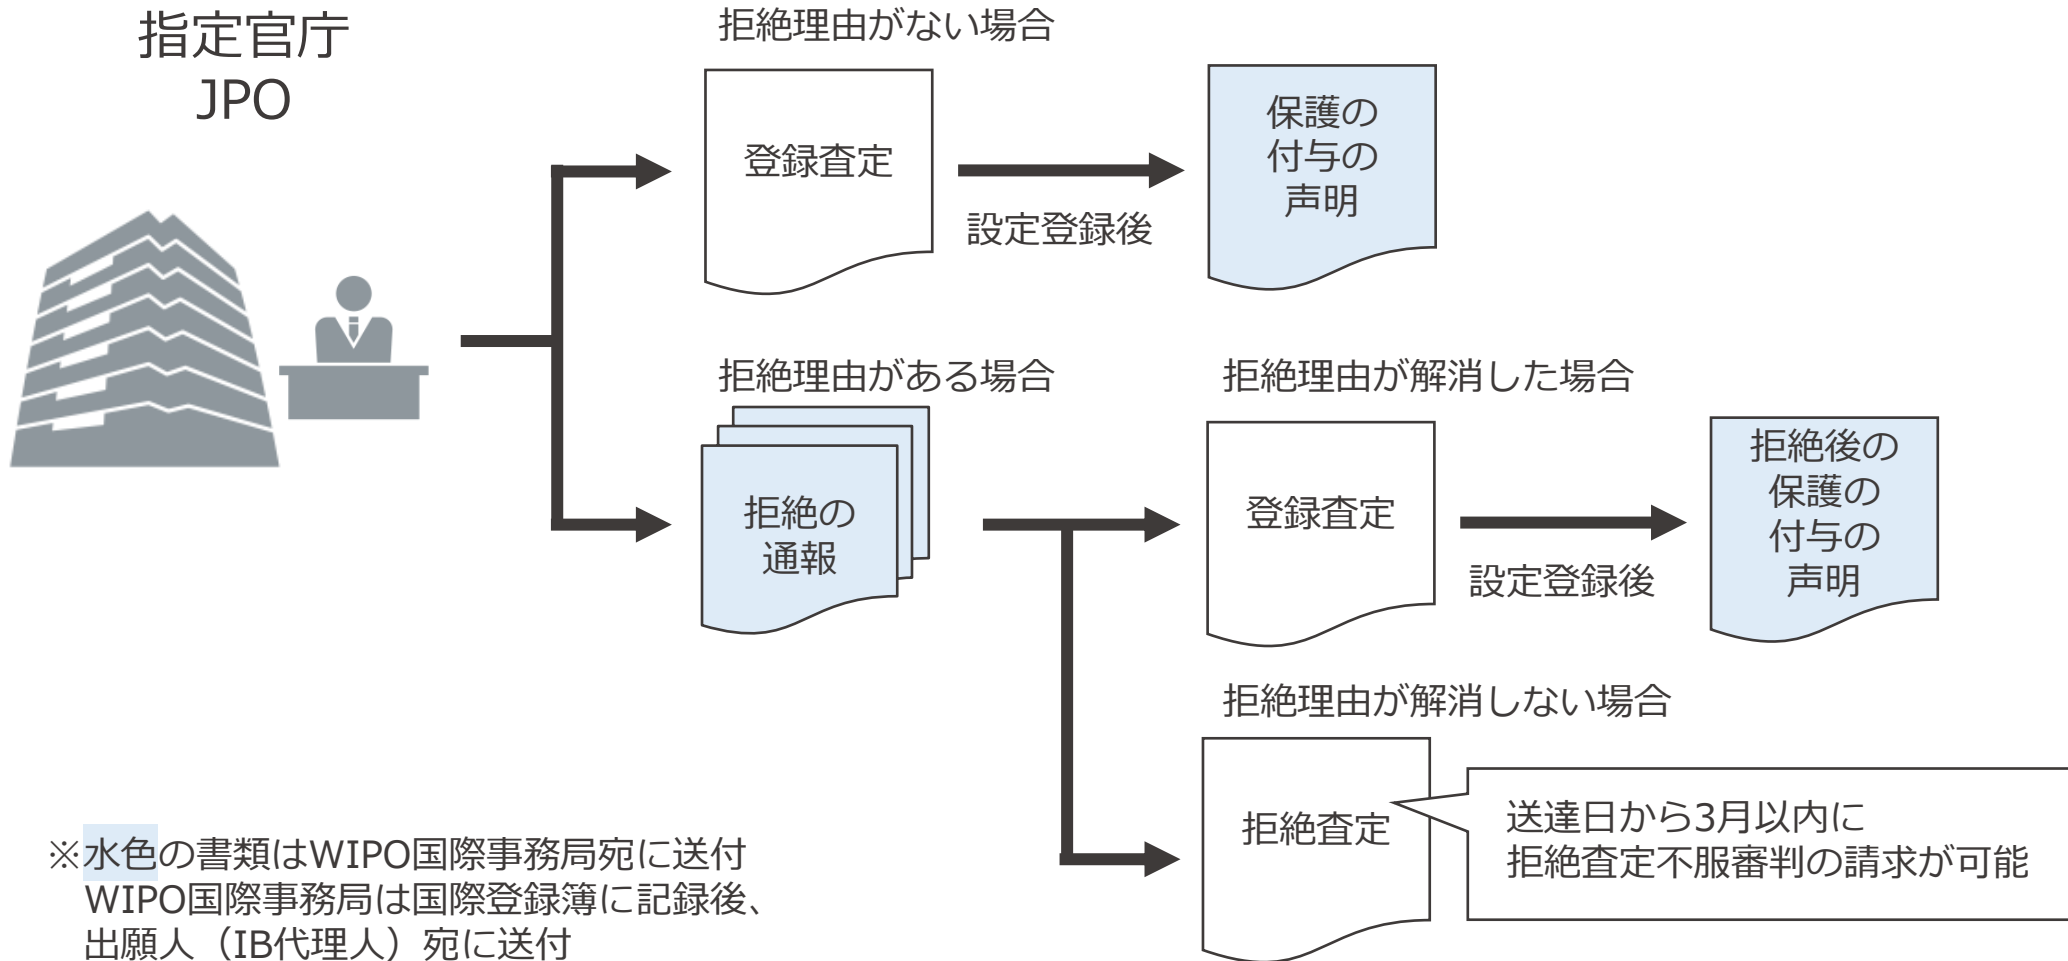 指定官庁
JPO
拒絶理由がない場合
登録査定
設定登録後
保護の
付与の
声明
拒絶理由がある場合
拒絶の
通報
拒絶理由が解消した場合
登録査定
設定登録後
拒絶後の
保護の
付与の
声明
拒絶理由が解消しない場合
拒絶査定
送達日から3月以内に
拒絶査定不服審判の請求が可能
※水色の書類はWIPO国際事務局宛に送付
WIPO国際事務局は国際登録簿に記録後、
出願人（IB代理人）宛に送付